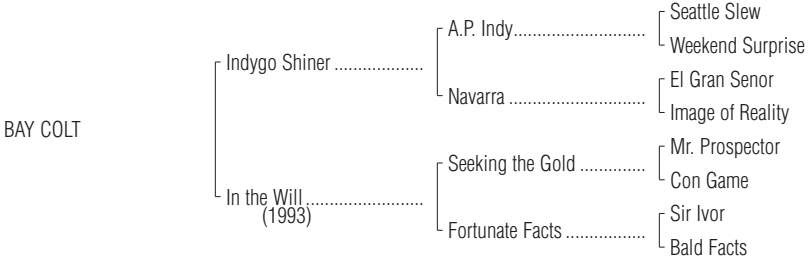 Seattle Slew
A.P. Indy..............................
Weekend Surprise
Indygo Shiner ....................
El Gran Senor
Navarra ...............................
Image of Reality
BAY COLT
Mr. Prospector
Seeking the Gold ...............
Con Game
In the Will..........................
(1993)
Sir Ivor
Fortunate Facts ..................
Bald Facts